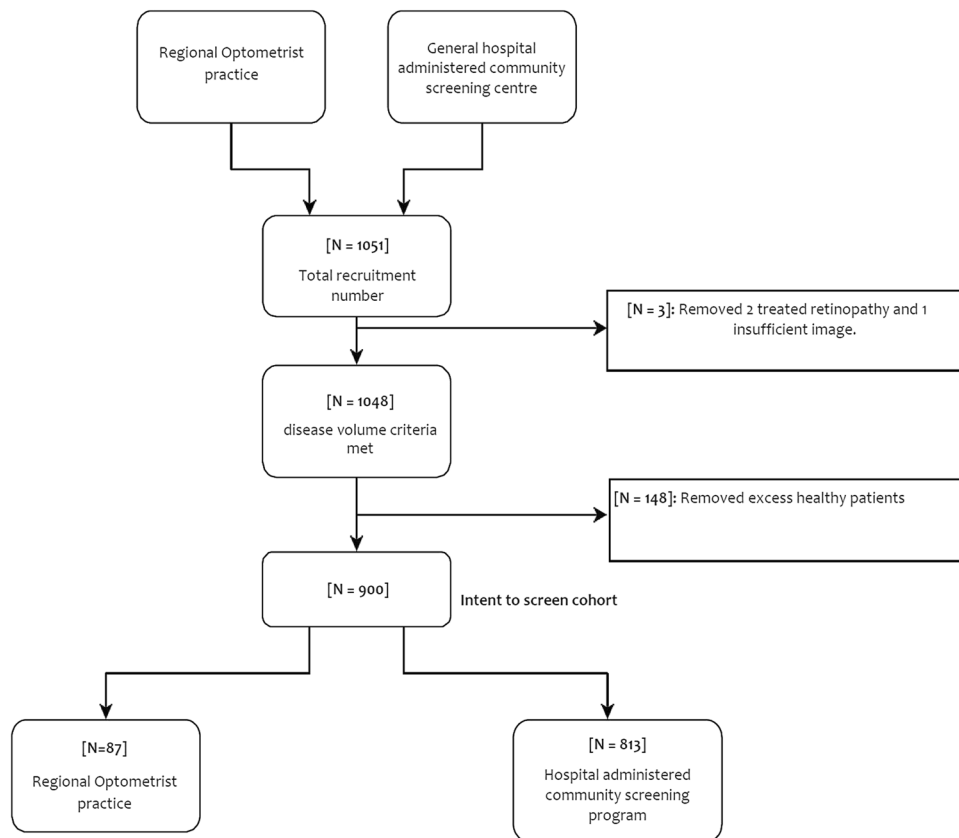 Regional Optometrist
practice
General hospital
administered community
screening centre
[N = 1051]
Total recruitment
number
[N = 3]: Removed 2 treated retinopathy and 1
insufficient image.
[N = 1048]
disease volume criteria
met
[N = 148]: Removed excess healthy patients
[N = 900]
Intent to screen cohort
[N=87]
Regional Optometrist
practice
[N = 813]
Hospital administered
community screening
program